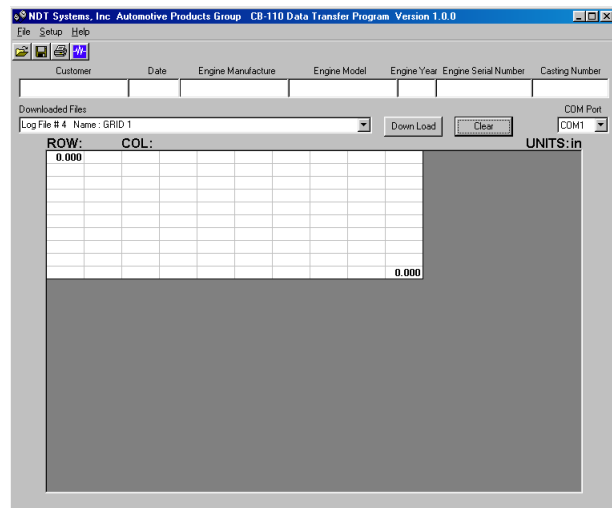 NDT Systems, Inc Automotive Products Group CB-110 Data Transfer Program Version 1.0.0
File Setup Help
Customer Date Engine Manufacture Engine Model Engine Year Engine Serial Number Casting Number
Downloaded Files COM Port
Log File # 4 Name : GRID 1 Down Load Clear COM1
ROW: COL: UNITS:in
0.000
0.000